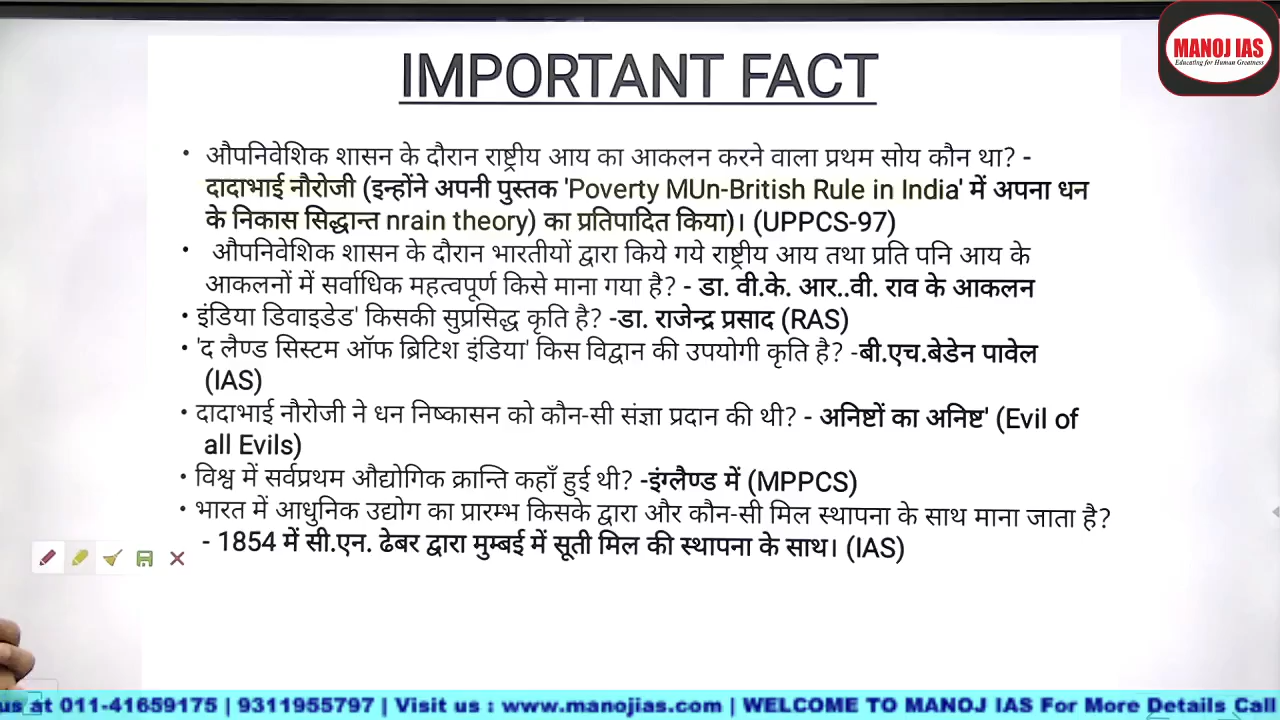 MANOJ IAS
Educating for Human Greatness
IMPORTANT FACT
• औपनिवेशिक शासन के दौरान राष्ट्रीय आय का आकलन करने वाला प्रथम सोय कौन था? -
दादाभाई नौरोजी (इन्होंने अपनी पुस्तक 'Poverty MUn-British Rule in India' में अपना धन
के निकास सिद्धान्त nrain theory) का प्रतिपादित किया)। (UPPCS-97)
• औपनिवेशिक शासन के दौरान भारतीयों द्वारा किये गये राष्ट्रीय आय तथा प्रति पनि आय के
आकलनों में सर्वाधिक महत्वपूर्ण किसे माना गया है? - डा. वी.के. आर..वी. राव के आकलन
• इंडिया डिवाइडेड' किसकी सुप्रसिद्ध कृति है? -डा. राजेन्द्र प्रसाद (RAS)
• 'द लैण्ड सिस्टम ऑफ ब्रिटिश इंडिया' किस विद्वान की उपयोगी कृति है? -बी.एच.बेडेन पावेल
(IAS)
• दादाभाई नौरोजी ने धन निष्कासन को कौन-सी संज्ञा प्रदान की थी? - अनिष्टों का अनिष्ट' (Evil of
all Evils)
• विश्व में सर्वप्रथम औद्योगिक क्रान्ति कहाँ हुई थी? -इंग्लैण्ड में (MPPCS)
• भारत में आधुनिक उद्योग का प्रारम्भ किसके द्वारा और कौन-सी मिल स्थापना के साथ माना जाता है?
- 1854 में सी.एन. ढेबर द्वारा मुम्बई में सूती मिल की स्थापना के साथ। (IAS)
us at 011-41659175 | 9311955797 | Visit us : www.manojias.com | WELCOME TO MANOJ IAS For More Details Call